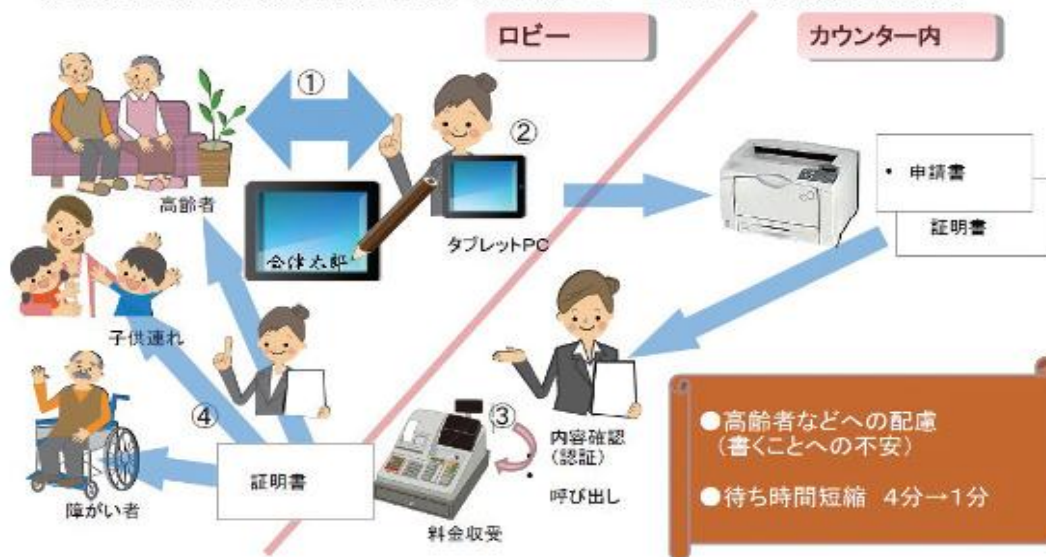 ロビー
カウンター内
①
②
高齢者
会津太郎
タブレットPC
・ 申請書
証明書
子供連れ
④
障がい者
証明書
③
内容確認
(認証)
・ 呼び出し
料金収受
●高齢者などへの配慮
(書くことへの不安)
●待ち時間短縮 4分→1分